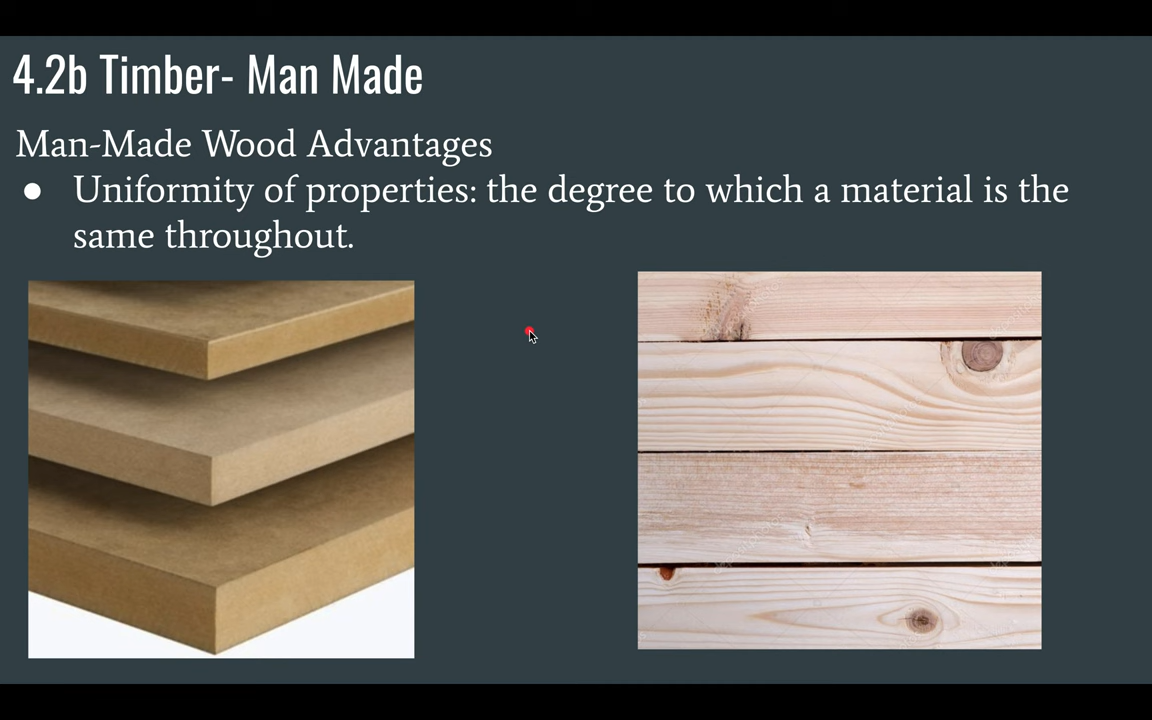 4.2b Timber- Man Made
Man-Made Wood Advantages
● Uniformity of properties: the degree to which a material is the
same throughout.